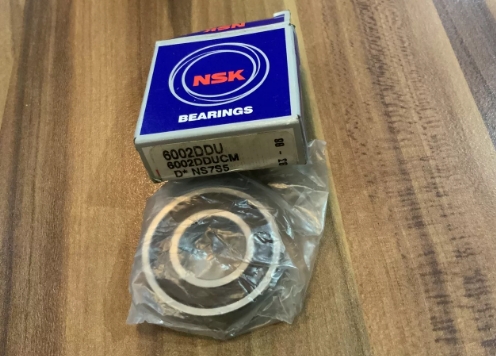 NSK
BEARINGS
6002DDU
6002DDUCM
D* NS7S5